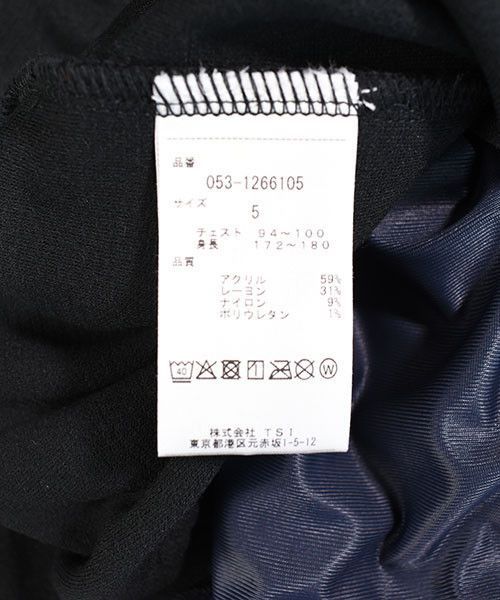 品番
053-1266105
サイズ
5
チェスト 94～100
身長 172～180
品質
アクリル 59%
レーヨン 31%
ナイロン 9%
ポリウレタン 1%
40 W
株式会社 TSI
東京都港区元赤坂1-5-12